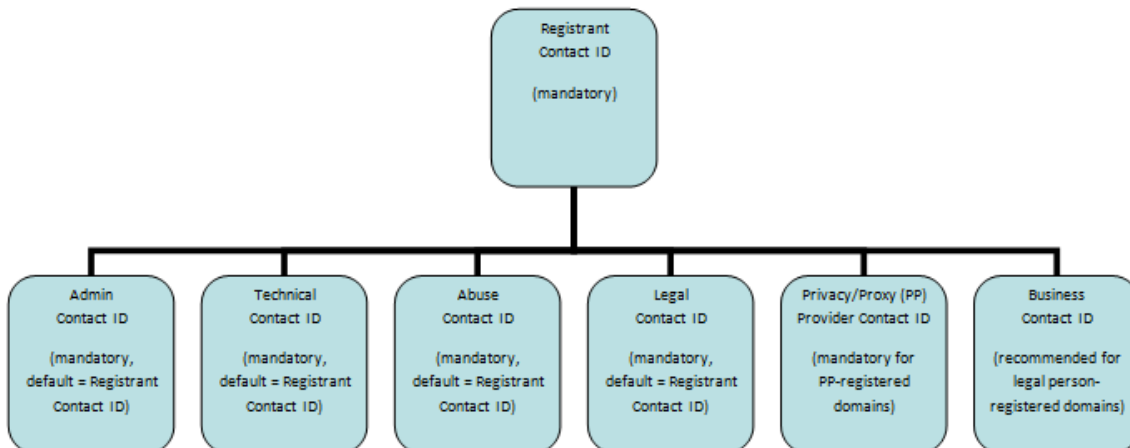 Registrant
Contact ID
(mandatory)
Admin
Contact ID
(mandatory,
default = Registrant
Contact ID)
Technical
Contact ID
(mandatory,
default = Registrant
Contact ID)
Abuse
Contact ID
(mandatory,
default = Registrant
Contact ID)
Legal
Contact ID
(mandatory,
default = Registrant
Contact ID)
Privacy/Proxy (PP)
Provider Contact ID
(mandatory for
PP-registered
domains)
Business
Contact ID
(recommended for
legal person-
registered domains)